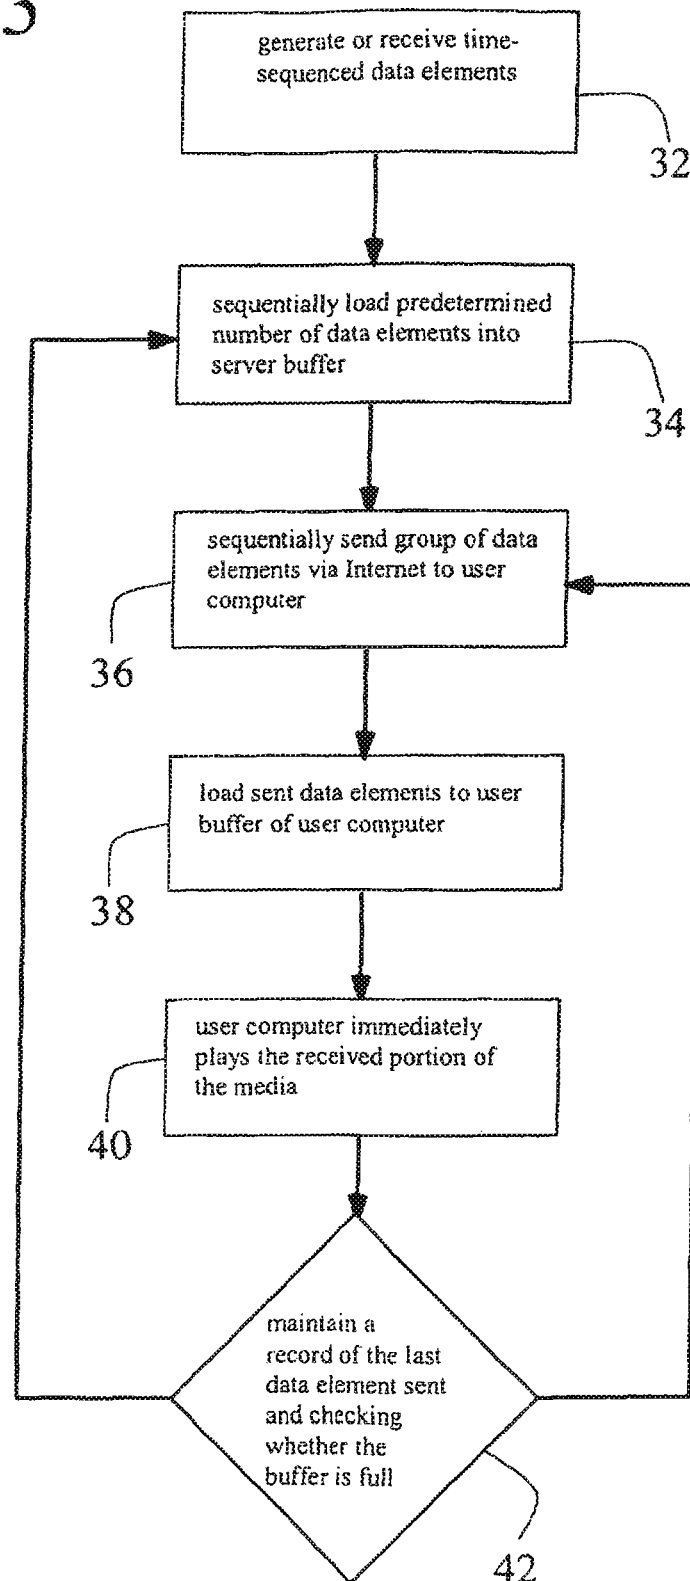 3
generate or receive time-
sequenced data elements
32
sequentially load predetermined
number of data elements into
server buffer
34
sequentially send group of data
elements via Internet to user
computer
36
load sent data elements to user
buffer of user computer
38
user computer immediately
plays the received portion of
the media
40
maintain a
record of the last
data element sent
and checking
whether the
buffer is full
42